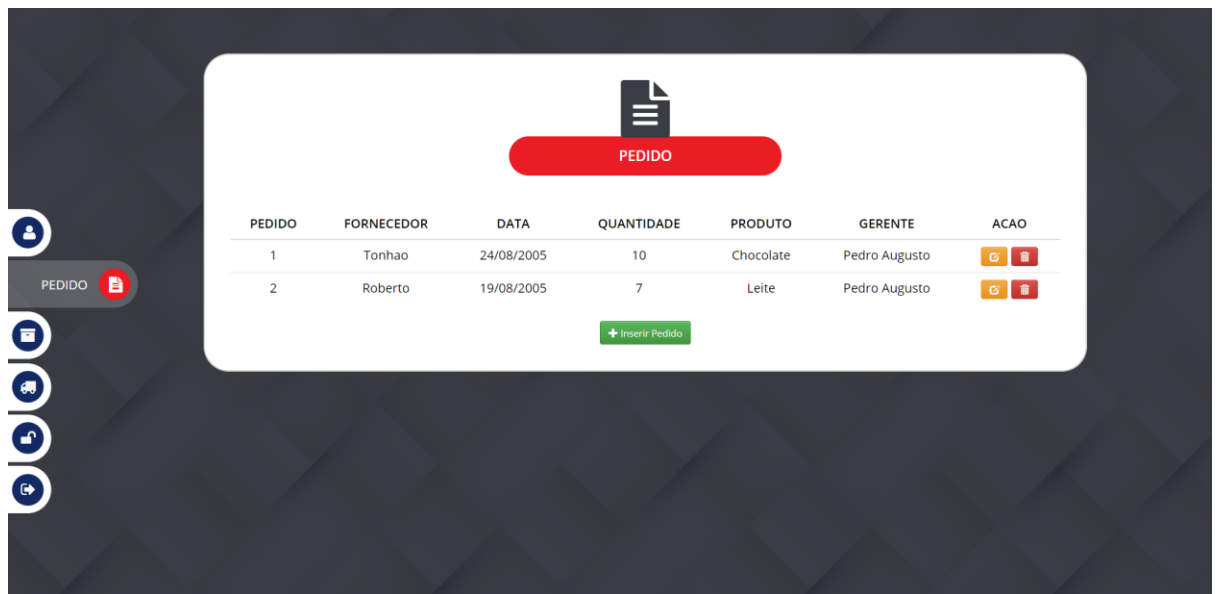 PEDIDO
PEDIDO FORNECEDOR DATA QUANTIDADE PRODUTO GERENTE ACAO
1 Tonhao 24/08/2005 10 Chocolate Pedro Augusto
PEDIDO
2 Roberto 19/08/2005 7 Leite Pedro Augusto
Inserir Pedido